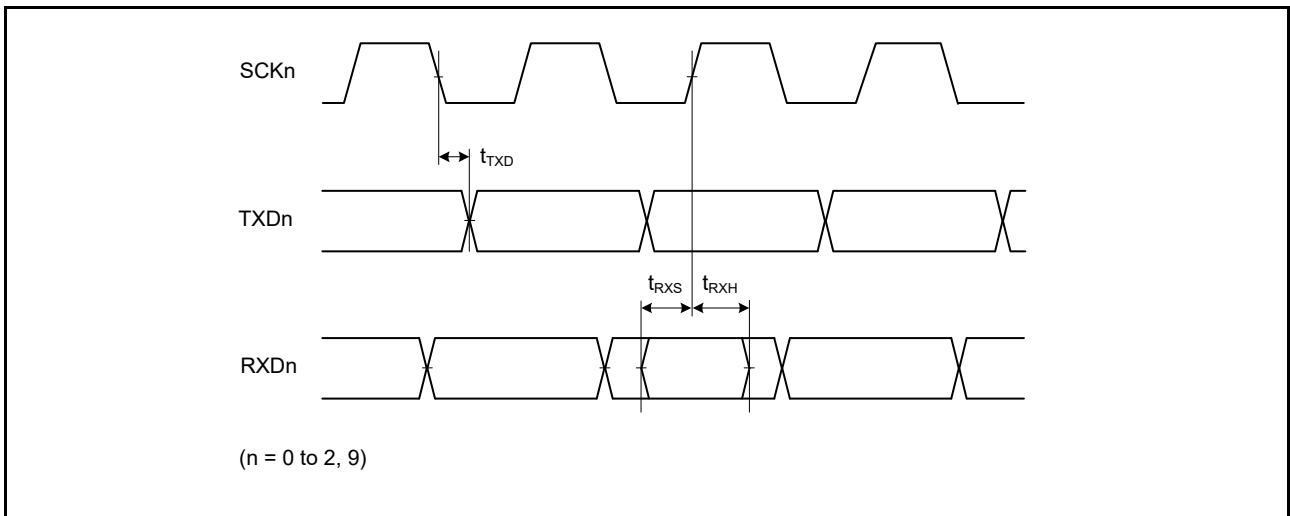 SCKn
tTXD
TXDn
tRXS tRXH
RXDn
(n = 0 to 2, 9)